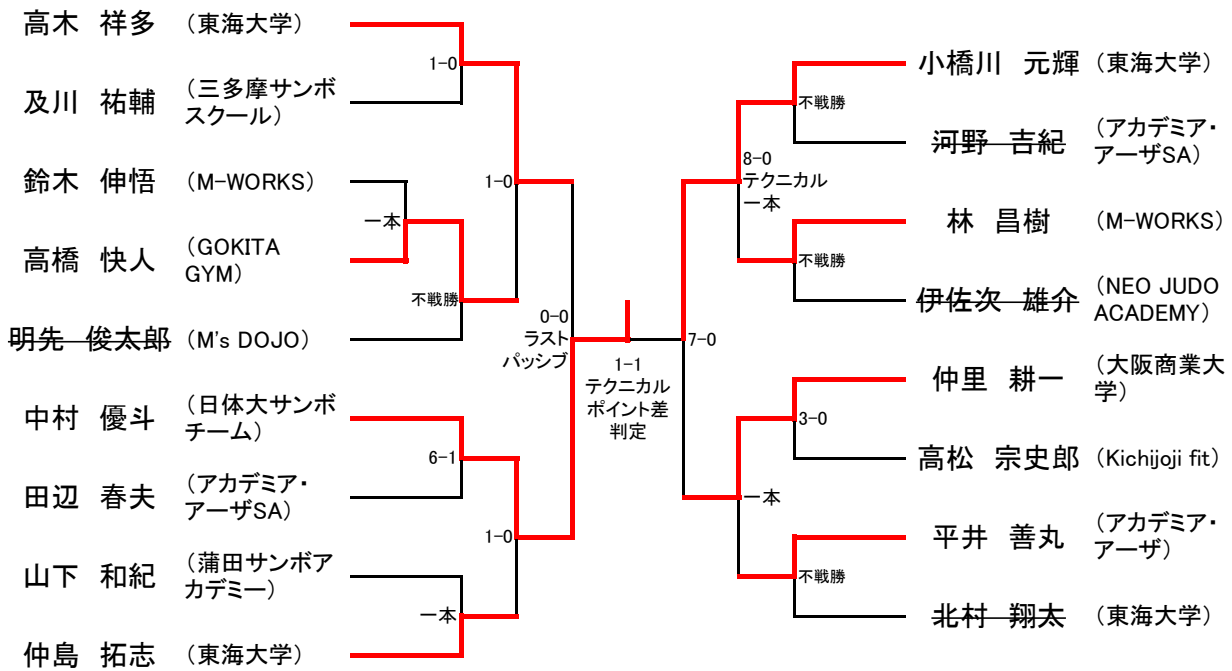 高木 祥多 (東海大学)
1-0
及川 祐輔 (三多摩サンボ
スクール)
鈴木 伸悟 (M-WORKS)
一本
1-0
高橋 快人 (GOKITA
GYM)
不戦勝
明先 俊太郎 (M's DOJO)
0-0
ラスト
パッシブ
中村 優斗 (日体大サンボ
チーム)
6-1
田辺 春夫 (アカデミア・
アーザSA)
1-0
山下 和紀 (蒲田サンボア
カデミー)
一本
仲島 拓志 (東海大学)
1-1
テクニカル
ポイント差
判定
小橋川 元輝 (東海大学)
不戦勝
河野 吉紀 (アカデミア・
アーザSA)
8-0
テクニカル
一本
林 昌樹 (M-WORKS)
不戦勝
伊佐次 雄介 (NEO JUDO
ACADEMY)
7-0
仲里 耕一 (大阪商業大
学)
3-0
高松 宗史郎 (Kichijoji fit)
一本
平井 善丸 (アカデミア・
アーザ)
不戦勝
北村 翔太 (東海大学)